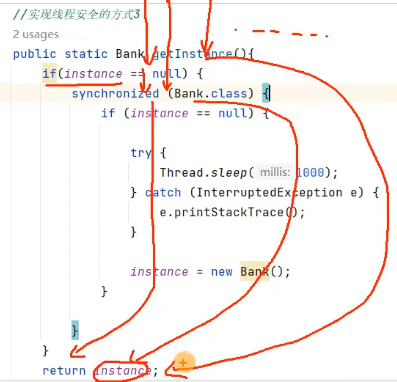 //实现线程安全的方式3
2 usages
public static Bank getInstance(){
if(instance == null) {
synchronized (Bank.class) {
if (instance == null) {
try {
Thread.sleep( millis: 1000);
} catch (InterruptedException e) {
e.printStackTrace();
}
instance = new Bank();
}
}
}
return instance;